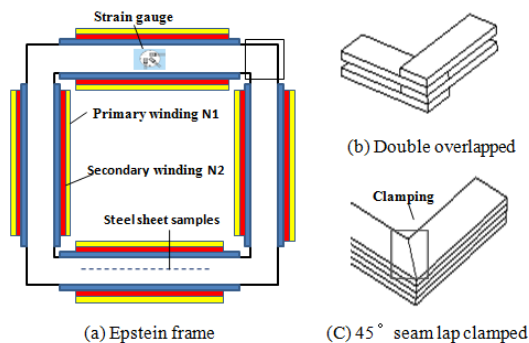 Strain gauge
Primary winding N1
Secondary winding N2
Steel sheet samples
(a) Epstein frame
(b) Double overlapped
Clamping
(C) 45° seam lap clamped